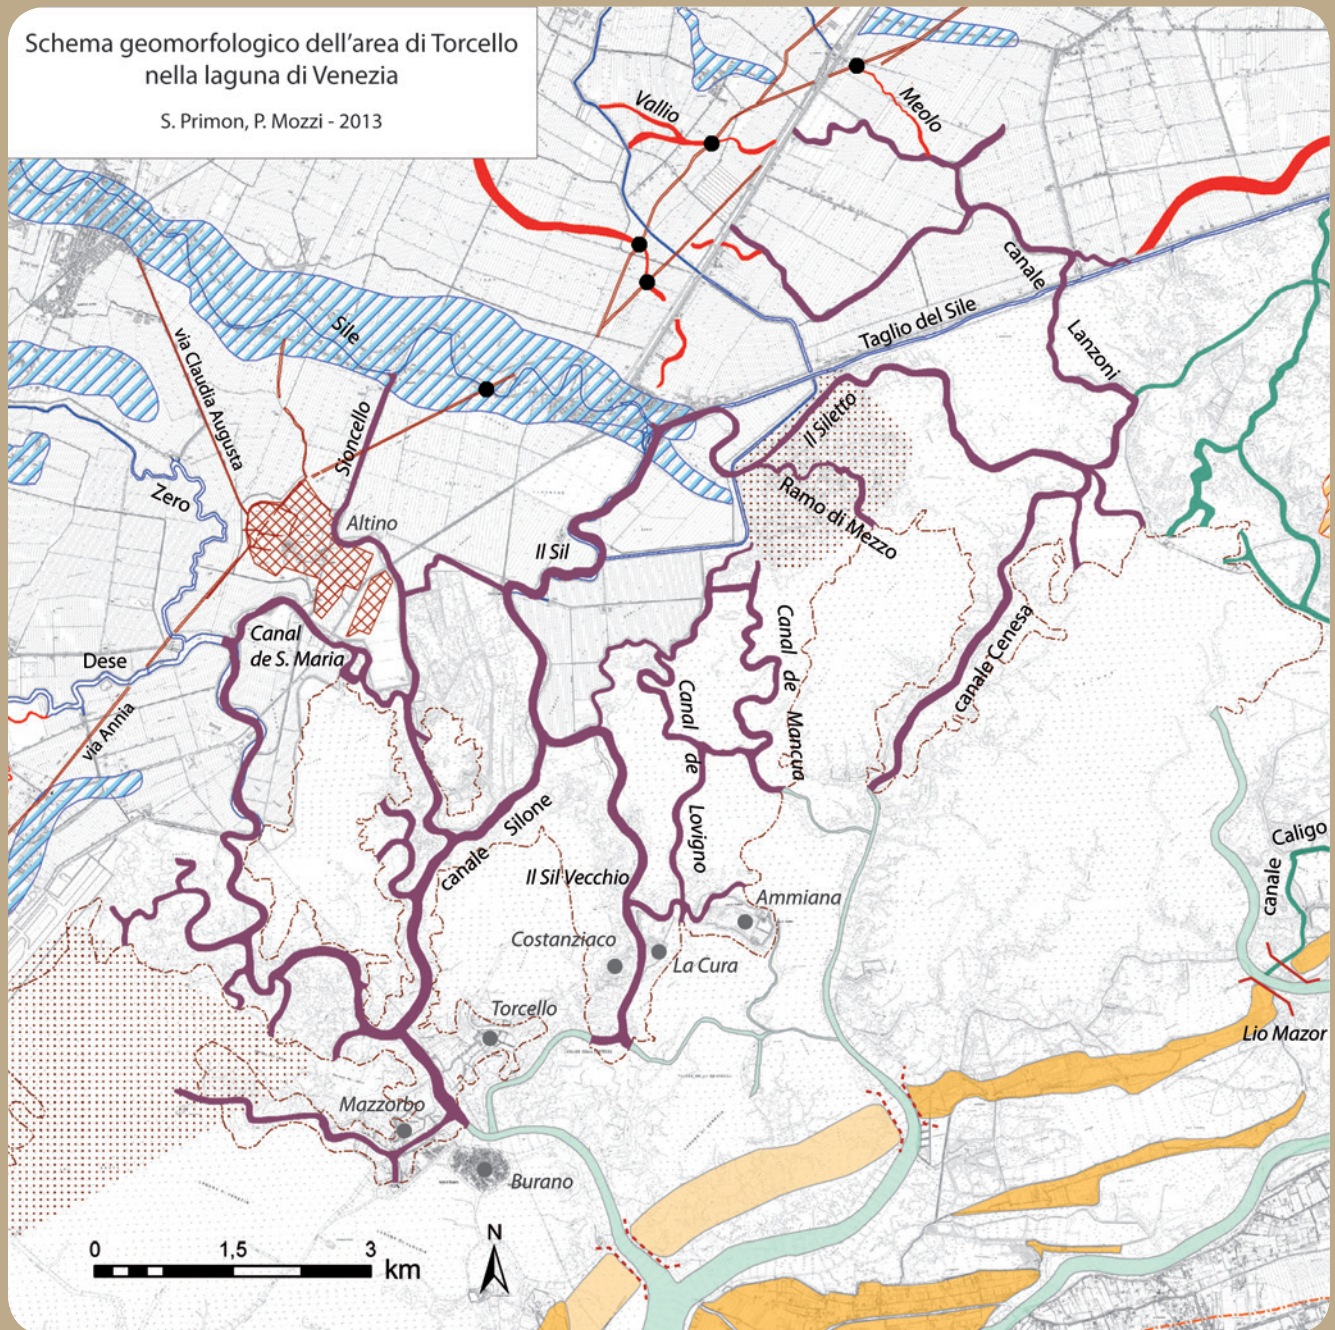 Schema geomorfologico dell'area di Torcello
nella laguna di Venezia
S. Primon, P. Mozzi - 2013
Vallio
Meolo
canale
Lanzoni
Taglio del Sile
Sile
via Claudia Augusta
Sioncello
Il Siletto
Ramo di Mezzo
Zero
Altino
Il Sil
Canal
de S. Maria
Dese
via Annia
Canal de Mancua
canale Cenesa
Canal de Lovigno
canale Silone
Il Sil Vecchio
Caligo
canale
Ammiana
Costanziaco
La Cura
Torcello
Lio Mazor
Mazzorbo
Burano
0 1,5 3
km
N